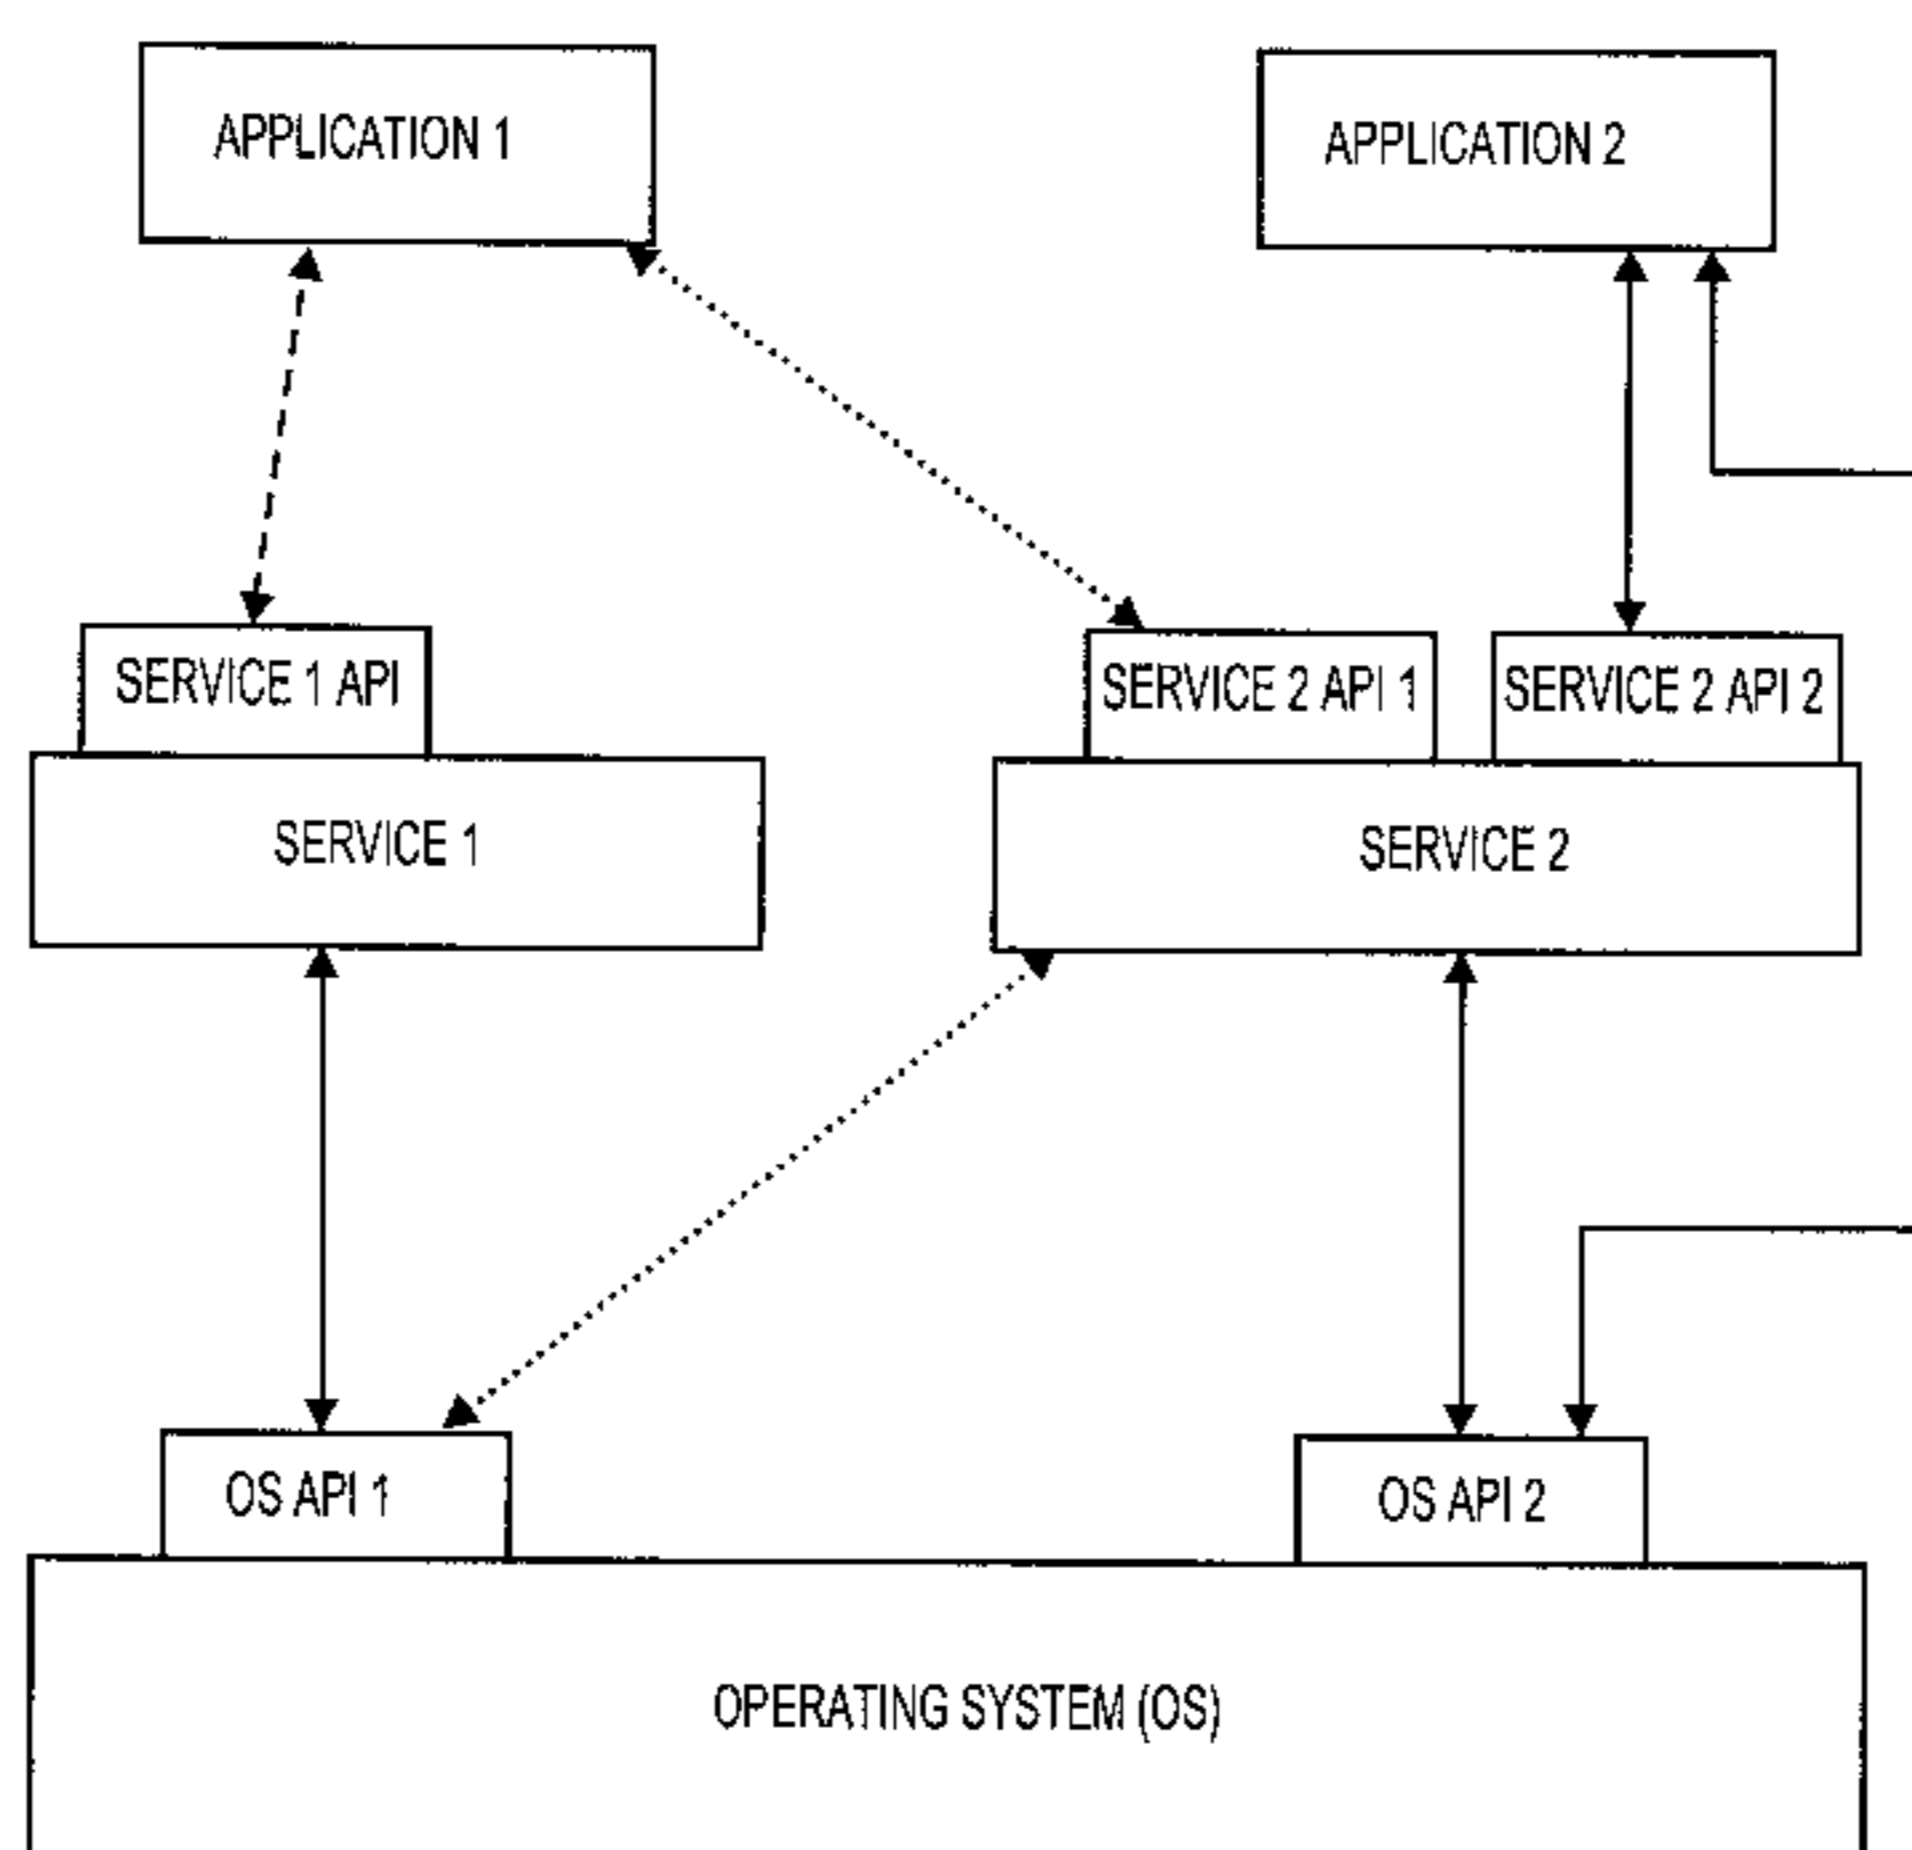 APPLICATION 1
APPLICATION 2
SERVICE 1 API
SERVICE 2 API 1
SERVICE 2 API 2
SERVICE 1
SERVICE 2
OS API 1
OS API 2
OPERATING SYSTEM (OS)